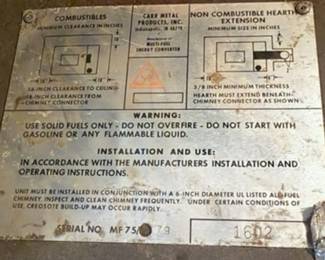 COMBUSTIBLES
MINIMUM CLEARANCE IN INCHES
CARR METAL
PRODUCTS, INC.
Indianapolis,
MULTI-FUEL
ENERGY CONVERTER
NON COMBUSTIBLE HEARTH
EXTENSION
MINIMUM SIZE IN INCHES
-INCH CLEARANCE TO CEILING
-INCH CLEARANCE FROM
CHIMNEY CONNECTOR
3/8 INCH MINIMUM THICKNESS
HEARTH MUST EXTEND BENEATH
CHIMNEY CONNECTOR AS SHOWN
WARNING:
USE SOLID FUELS ONLY - DO NOT OVERFIRE - DO NOT START WITH
GASOLINE OR ANY FLAMMABLE LIQUID.
INSTALLATION AND USE:
IN ACCORDANCE WITH THE MANUFACTURERS INSTALLATION AND
OPERATING INSTRUCTIONS.
UNIT MUST BE INSTALLED IN CONJUNCTION WITH A 6-INCH DIAMETER UL LISTED ALL FUEL
CHIMNEY. INSPECT AND CLEAN CHIMNEY FREQUENTLY. UNDER CERTAIN CONDITIONS OF
USE, CREOSOTE BUILD-UP MAY OCCUR RAPIDLY.
SERIAL NO. MF 75/ 79 1602